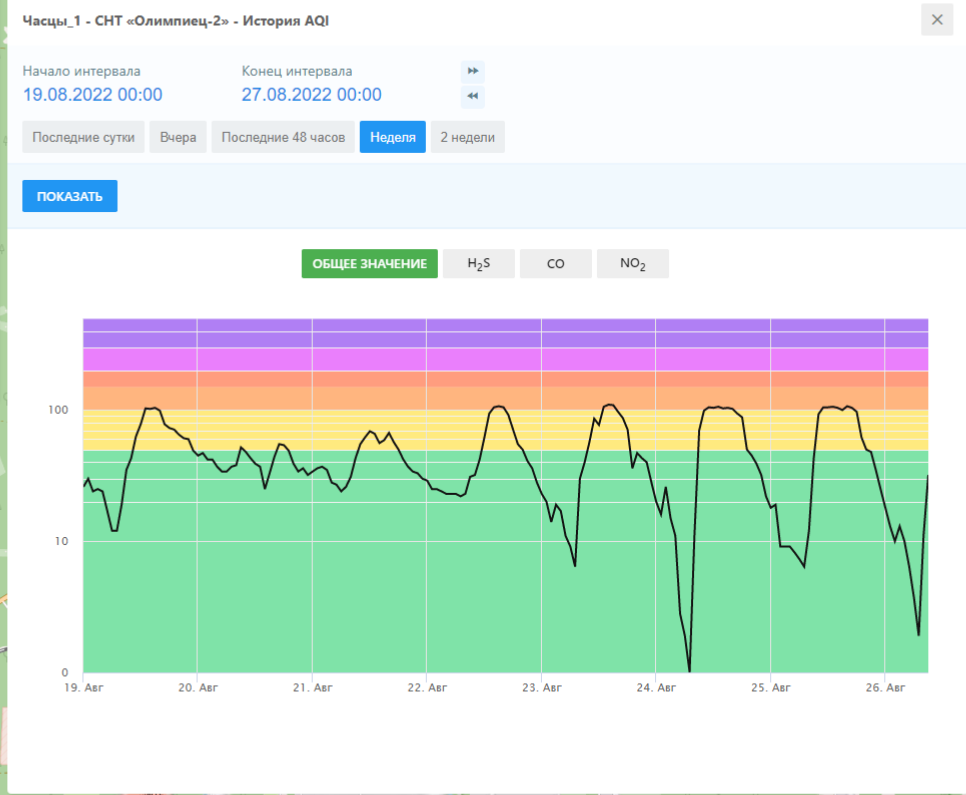 Часцы_1 - СНТ «Олимпиец-2» - История AQI
Начало интервала
Конец интервала
19.08.2022 00:00
27.08.2022 00:00
Последние сутки
Вчера
Последние 48 часов
Неделя
2 недели
ПОКАЗАТЬ
ОБЩЕЕ ЗНАЧЕНИЕ
H₂S
CO
NO₂
100
10
0
19. Авг
20. Авг
21. Авг
22. Авг
23. Авг
24. Авг
25. Авг
26. Авг